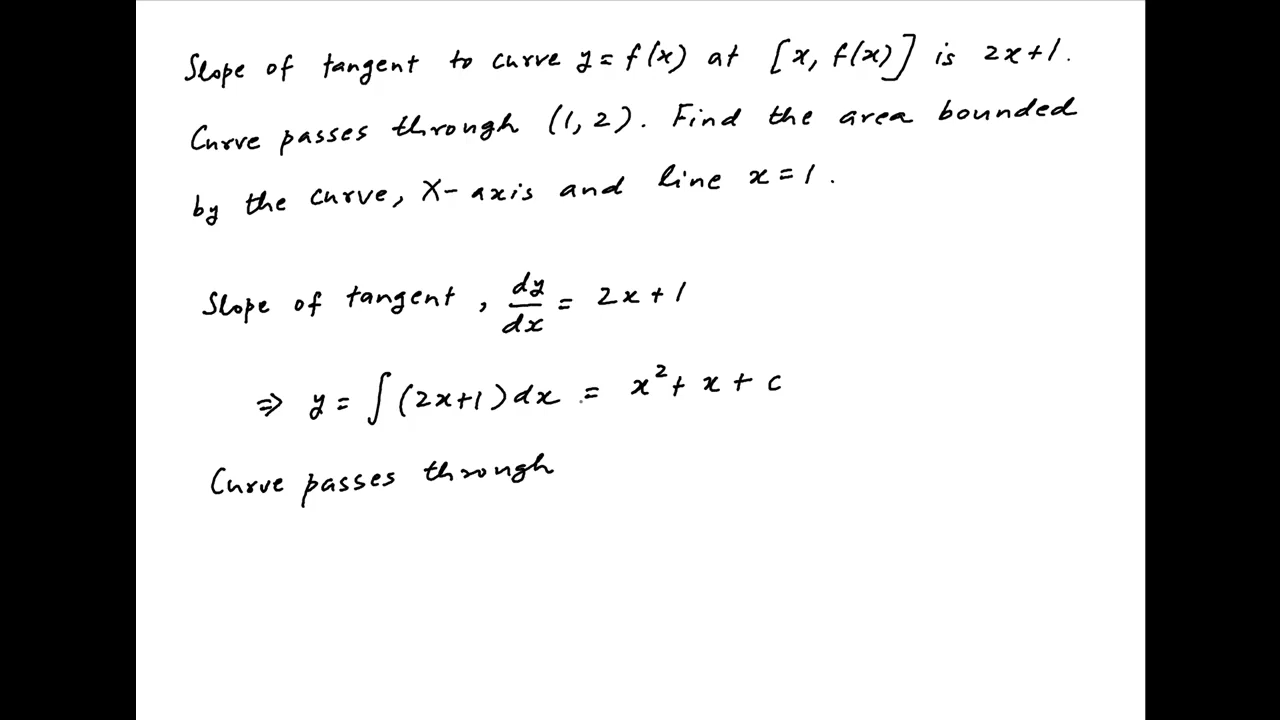 Slope of tangent to curve y = f(x) at [x, f(x)] is 2x+1.
Curve passes through (1, 2). Find the area bounded
by the curve, X-axis and line x = 1.
Slope of tangent, dy/dx = 2x + 1
⇒ y = ∫(2x+1)dx = x² + x + c
Curve passes through